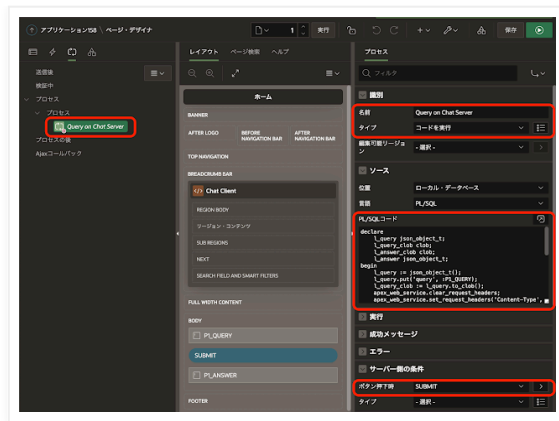 アプリケーション158 \ ページ・デザイナ
1
実行
保存
送信後
検証中
プロセス
プロセス
Query on Chat Server
プロセスの後
Ajaxコールバック
レイアウト ページ検索 ヘルプ
ホーム
BANNER
AFTER LOGO
BEFORE NAVIGATION BAR
AFTER NAVIGATION BAR
TOP NAVIGATION
BREADCRUMB BAR
Chat Client
REGION BODY
リージョン・コンテンツ
SUB REGIONS
NEXT
SEARCH FIELD AND SMART FILTERS
FULL WIDTH CONTENT
BODY
P1_QUERY
SUBMIT
P1_ANSWER
FOOTER
プロセス
フィルタ
識別
名前 Query on Chat Server
タイプ コードを実行
編集可能リージョン - 選択 -
ソース
位置 ローカル・データベース
言語 PL/SQL
PL/SQLコード
declare
l_query json_object_t;
l_query_clob clob;
l_answer_clob clob;
l_answer json_object_t;
begin
l_query := json_object_t();
l_query.put('query', :P1_QUERY);
l_query_clob := l_query.to_clob();
apex_web_service.clear_request_headers;
apex_web_service.set_request_headers('Content-Type',
実行
成功メッセージ
エラー
サーバー側の条件
ボタン押下時 SUBMIT
タイプ - 選択 -